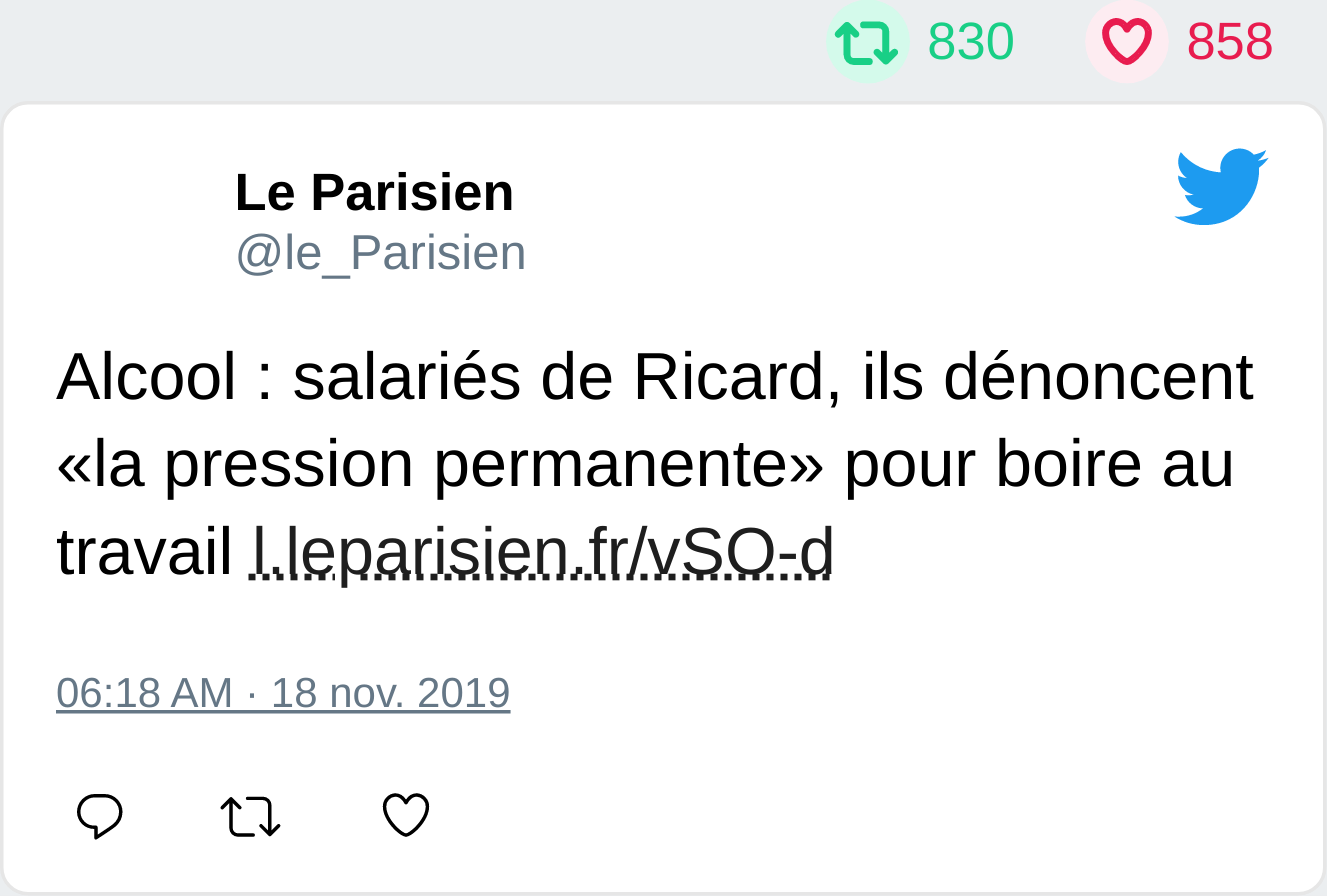 830 858
Le Parisien
@le_Parisien
Alcool : salariés de Ricard, ils dénoncent
«la pression permanente» pour boire au
travail l.leparisien.fr/vSO-d
06:18 AM · 18 nov. 2019